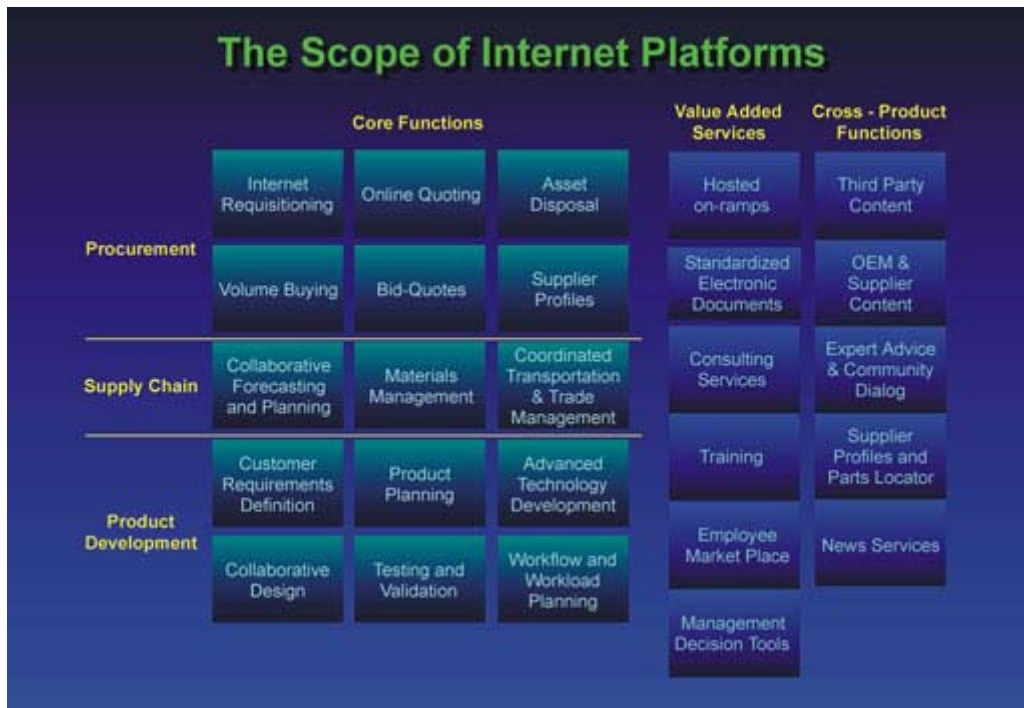 The Scope of Internet Platforms
Core Functions
Value Added
Services
Cross - Product
Functions
Procurement
Internet
Requisitioning
Online Quoting
Asset
Disposal
Volume Buying
Bid-Quotes
Supplier
Profiles
Supply Chain
Collaborative
Forecasting
and Planning
Materials
Management
Coordinated
Transportation
& Trade
Management
Product
Development
Customer
Requirements
Definition
Product
Planning
Advanced
Technology
Development
Collaborative
Design
Testing and
Validation
Workflow and
Workload
Planning
Hosted
on-ramps
Standardized
Electronic
Documents
Consulting
Services
Training
Employee
Market Place
Management
Decision Tools
Third Party
Content
OEM &
Supplier
Content
Expert Advice
& Community
Dialog
Supplier
Profiles and
Parts Locator
News Services